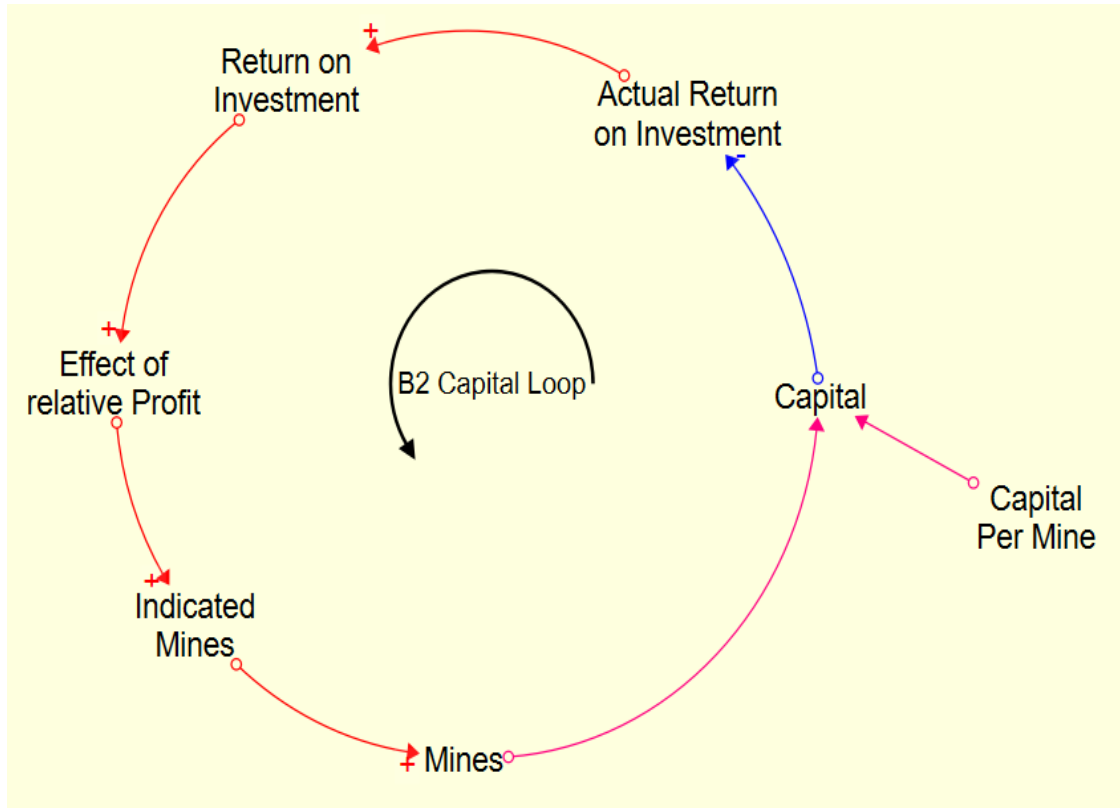 +
Return on
Investment
Actual Return
on Investment
-
+
Effect of
relative Profit
B2 Capital Loop
Capital
Capital
Per Mine
+
Indicated
Mines
+
Mines